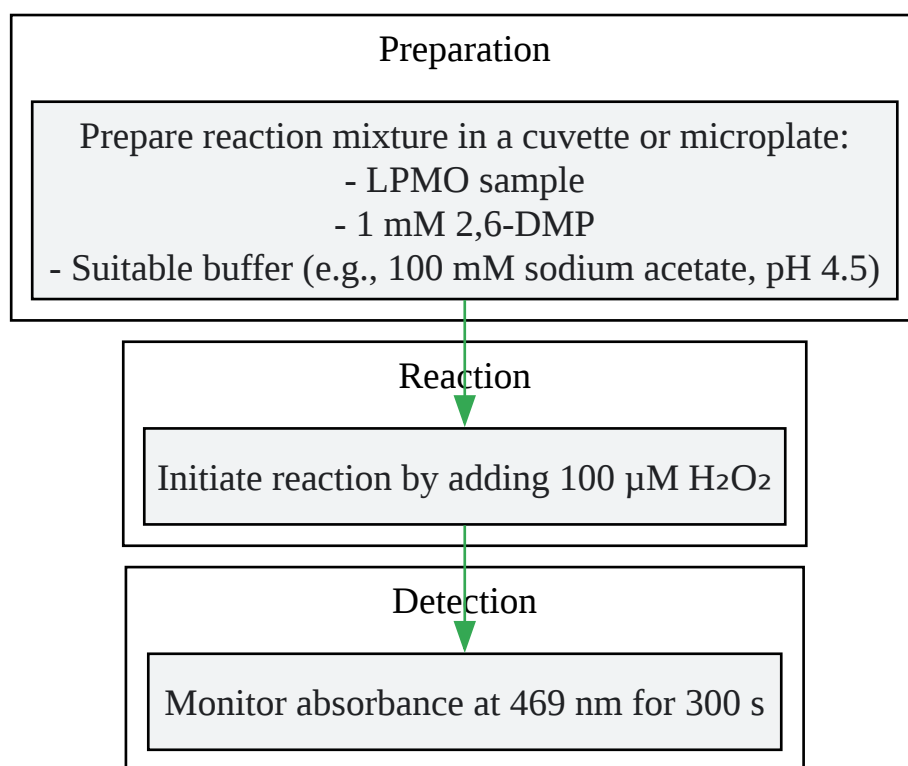 Preparation
Prepare reaction mixture in a cuvette or microplate:
- LPMO sample
- 1 mM 2,6-DMP
- Suitable buffer (e.g., 100 mM sodium acetate, pH 4.5)
Reaction
Initiate reaction by adding 100 µM H₂O₂
Detection
Monitor absorbance at 469 nm for 300 s